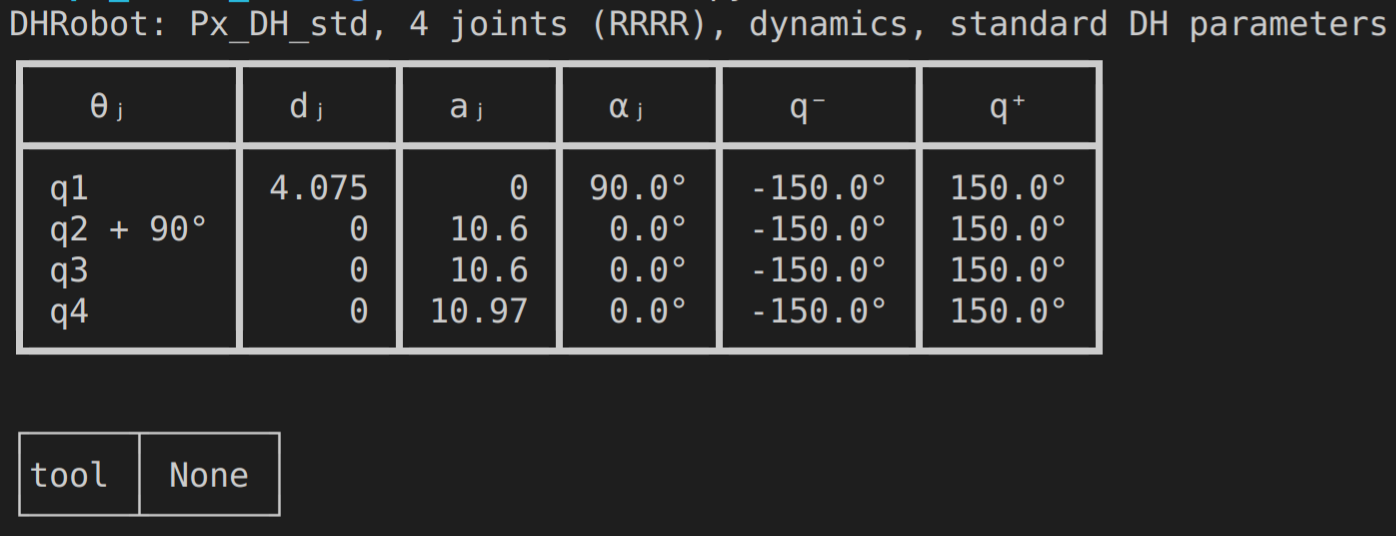 DHRobot: Px_DH_std, 4 joints (RRRR), dynamics, standard DH parameters
θⱼ dⱼ aⱼ αⱼ q⁻ q⁺
q1 4.075 0 90.0° -150.0° 150.0°
q2 + 90° 0 10.6 0.0° -150.0° 150.0°
q3 0 10.6 0.0° -150.0° 150.0°
q4 0 10.97 0.0° -150.0° 150.0°
tool None